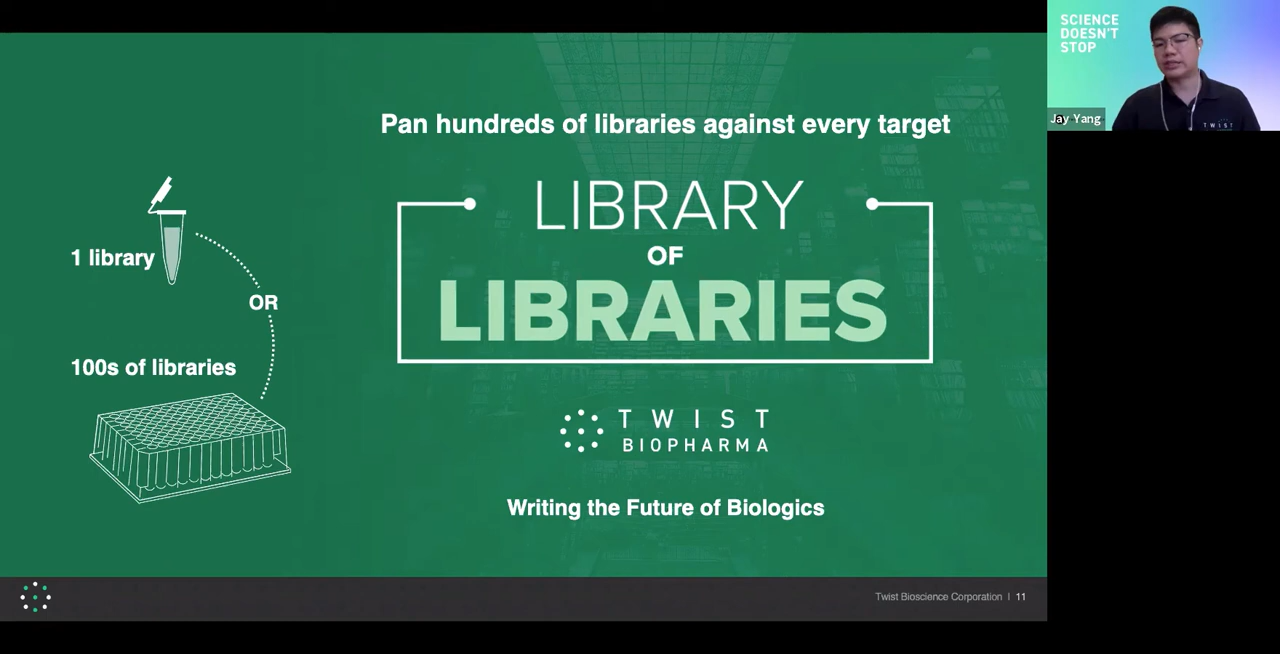 Pan hundreds of libraries against every target
LIBRARY
OF
LIBRARIES
1 library
OR
100s of libraries
TWIST
BIOPHARMA
Writing the Future of Biologics
Twist Bioscience Corporation | 11
SCIENCE
DOESN'T
STOP
Jay Yang
TWIST